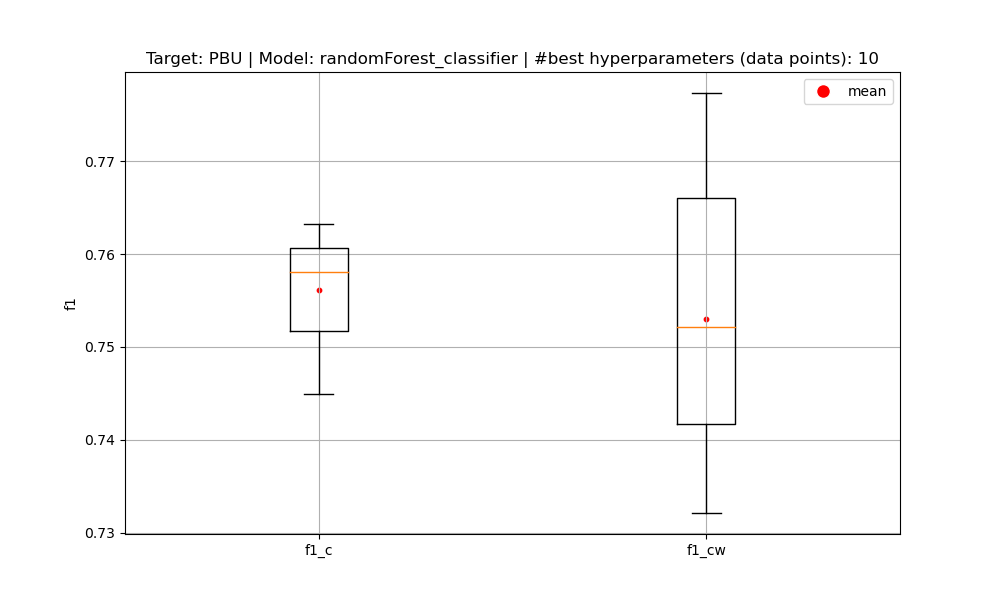 Target: PBU | Model: randomForest_classifier | #best hyperparameters (data points): 10
mean
0.77
0.76
0.75
0.74
0.73
f1
f1_c
f1_cw